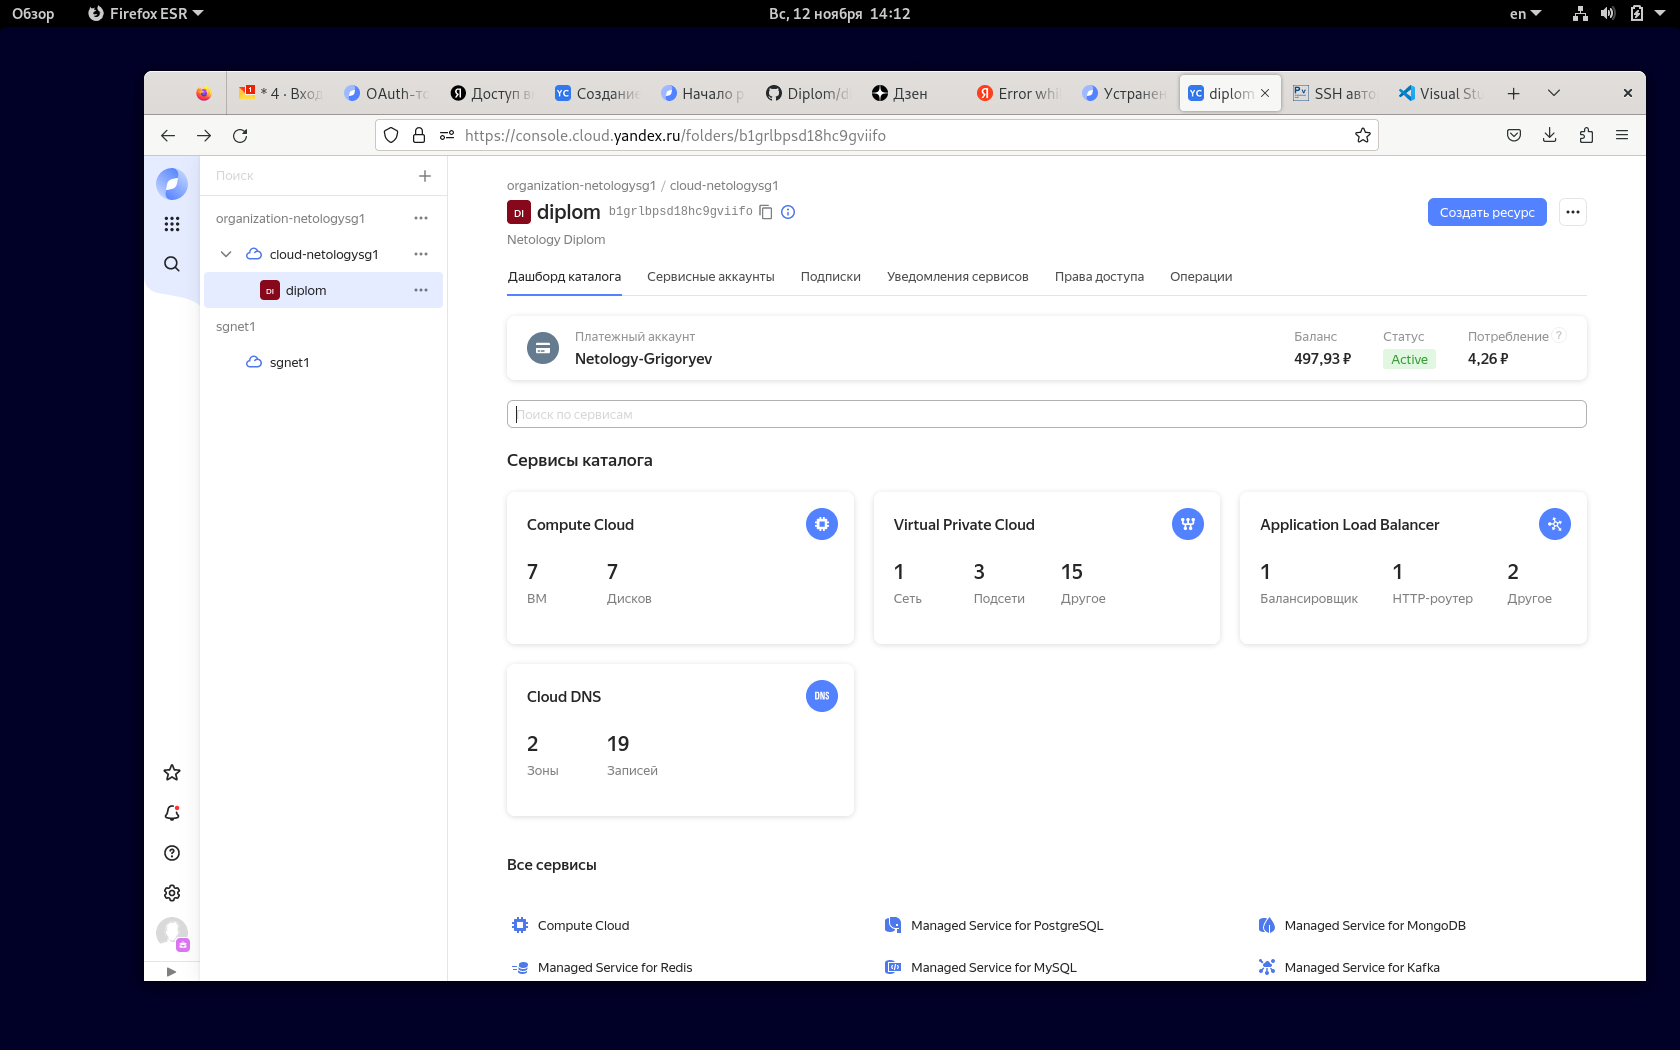 Обзор
Firefox ESR
Вс, 12 ноября 14:12
en
* 4 · Вход
OAuth-то
Доступ в
Создание
Начало р
Diplom/d
Дзен
Error whi
Устранен
diplom
SSH авто
Visual Stu
https://console.cloud.yandex.ru/folders/b1grlbpsd18hc9gviifo
Поиск
organization-netologysg1
cloud-netologysg1
DI diplom
sgnet1
sgnet1
organization-netologysg1 / cloud-netologysg1
DI diplom b1grlbpsd18hc9gviifo
Создать ресурс
Netology Diplom
Дашборд каталога
Сервисные аккаунты
Подписки
Уведомления сервисов
Права доступа
Операции
Платежный аккаунт
Netology-Grigoryev
Баланс
497,93 ₽
Статус
Active
Потребление ?
4,26 ₽
Поиск по сервисам
Сервисы каталога
Compute Cloud
7 7
ВМ Дисков
Virtual Private Cloud
1 3 15
Сеть Подсети Другое
Application Load Balancer
1 1 2
Балансировщик HTTP-роутер Другое
Cloud DNS
DNS
2 19
Зоны Записей
Все сервисы
Compute Cloud
Managed Service for PostgreSQL
Managed Service for MongoDB
Managed Service for Redis
Managed Service for MySQL
Managed Service for Kafka